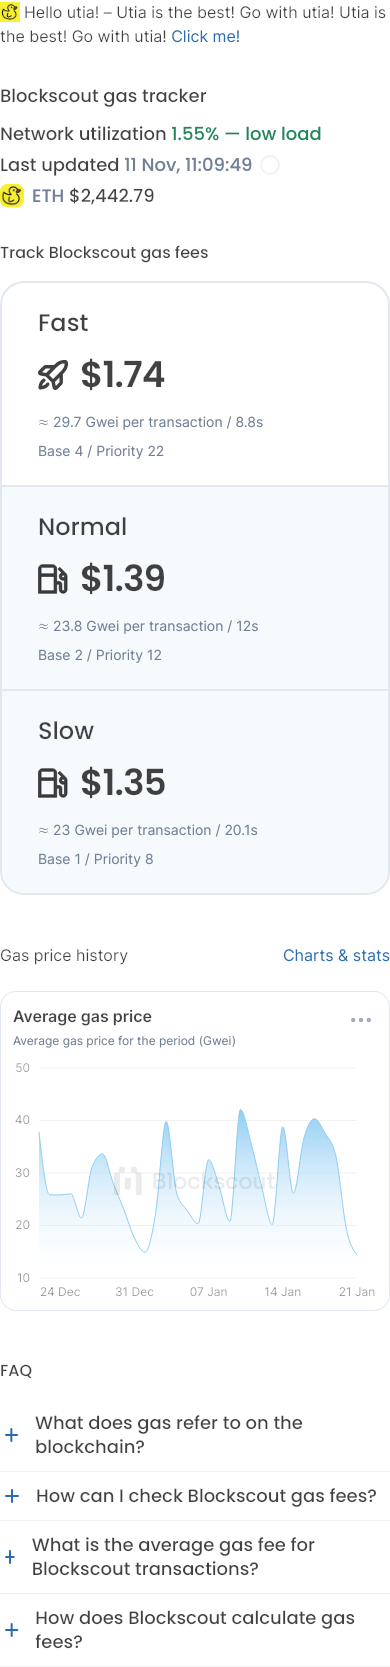 Hello utia! – Utia is the best! Go with utia! Utia is
the best! Go with utia! Click me!
Blockscout gas tracker
Network utilization 1.55% — low load
Last updated 11 Nov, 11:09:49
ETH $2,442.79
Track Blockscout gas fees
Fast
$1.74
≈ 29.7 Gwei per transaction / 8.8s
Base 4 / Priority 22
Normal
$1.39
≈ 23.8 Gwei per transaction / 12s
Base 2 / Priority 12
Slow
$1.35
≈ 23 Gwei per transaction / 20.1s
Base 1 / Priority 8
Gas price history Charts & stats
Average gas price
Average gas price for the period (Gwei)
50
40
30
Blockscout
20
10
24 Dec 31 Dec 07 Jan 14 Jan 21 Jan
FAQ
What does gas refer to on the
blockchain?
How can I check Blockscout gas fees?
What is the average gas fee for
Blockscout transactions?
How does Blockscout calculate gas
fees?